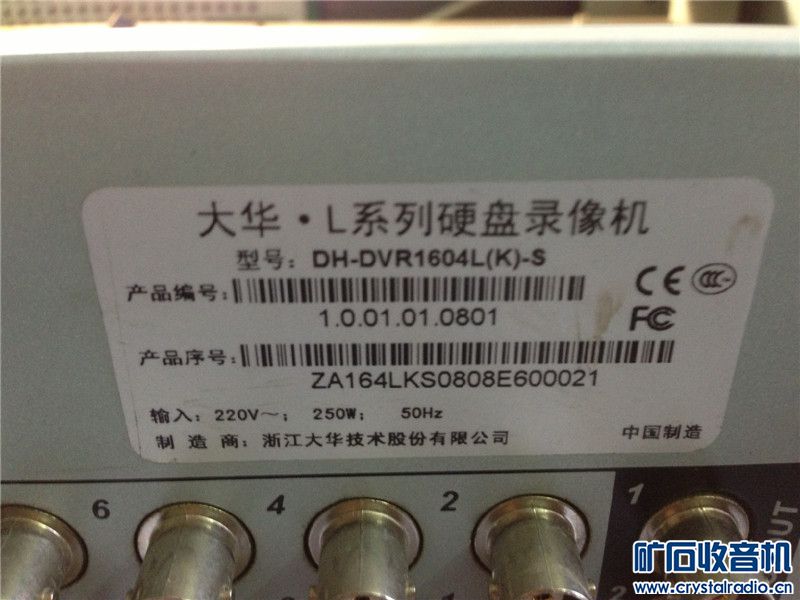 大华·L系列硬盘录像机
型号: DH-DVR1604L(K)-S
产品编号:
1.0.01.01.0801
CE CCC
FC
产品序号:
ZA164LKS0808E600021
输入: 220V～; 250W; 50Hz
制造商: 浙江大华技术股份有限公司
中国制造
6 4 2 1
2
矿石收音机
www.crystalradio.cn